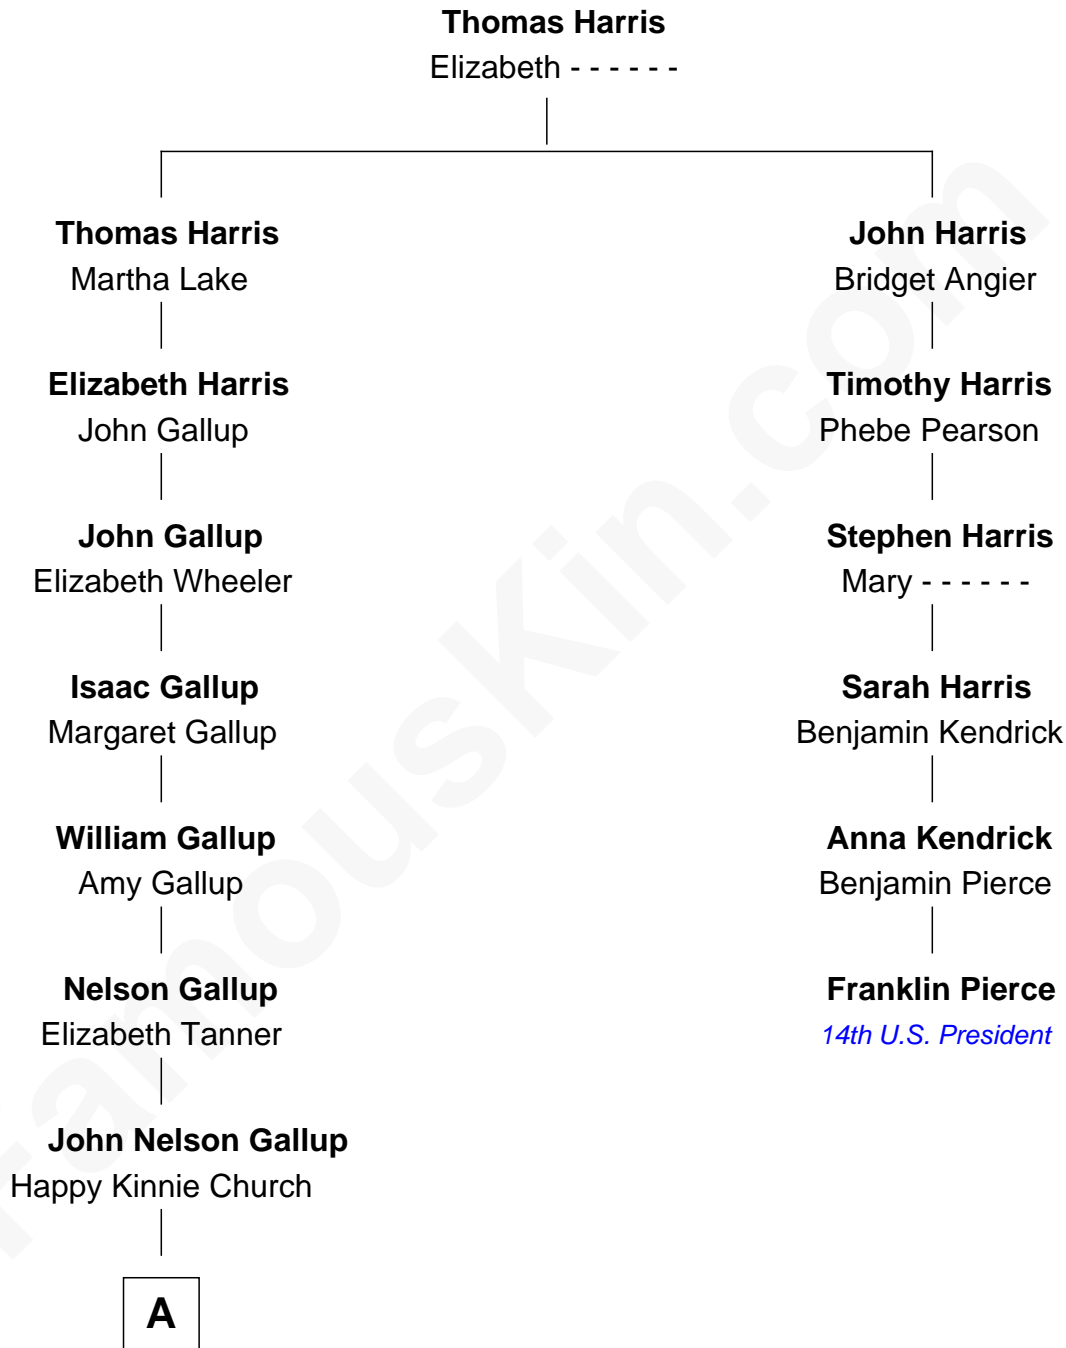 Thomas Harris
Elizabeth - - - - - -
Thomas Harris
Martha Lake
John Harris
Bridget Angier
Elizabeth Harris
John Gallup
Timothy Harris
Phebe Pearson
John Gallup
Elizabeth Wheeler
Stephen Harris
Mary - - - - - -
Isaac Gallup
Margaret Gallup
Sarah Harris
Benjamin Kendrick
William Gallup
Amy Gallup
Anna Kendrick
Benjamin Pierce
Nelson Gallup
Elizabeth Tanner
Franklin Pierce
14th U.S. President
John Nelson Gallup
Happy Kinnie Church
A
FamousKin.com